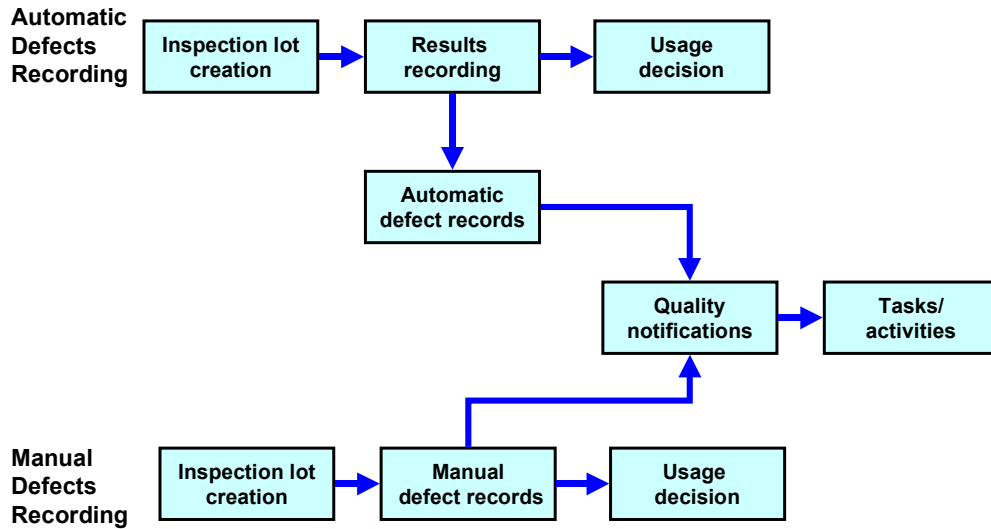 Automatic
Defects
Recording
Inspection lot
creation
Results
recording
Usage
decision
Automatic
defect records
Quality
notifications
Tasks/
activities
Manual
Defects
Recording
Inspection lot
creation
Manual
defect records
Usage
decision